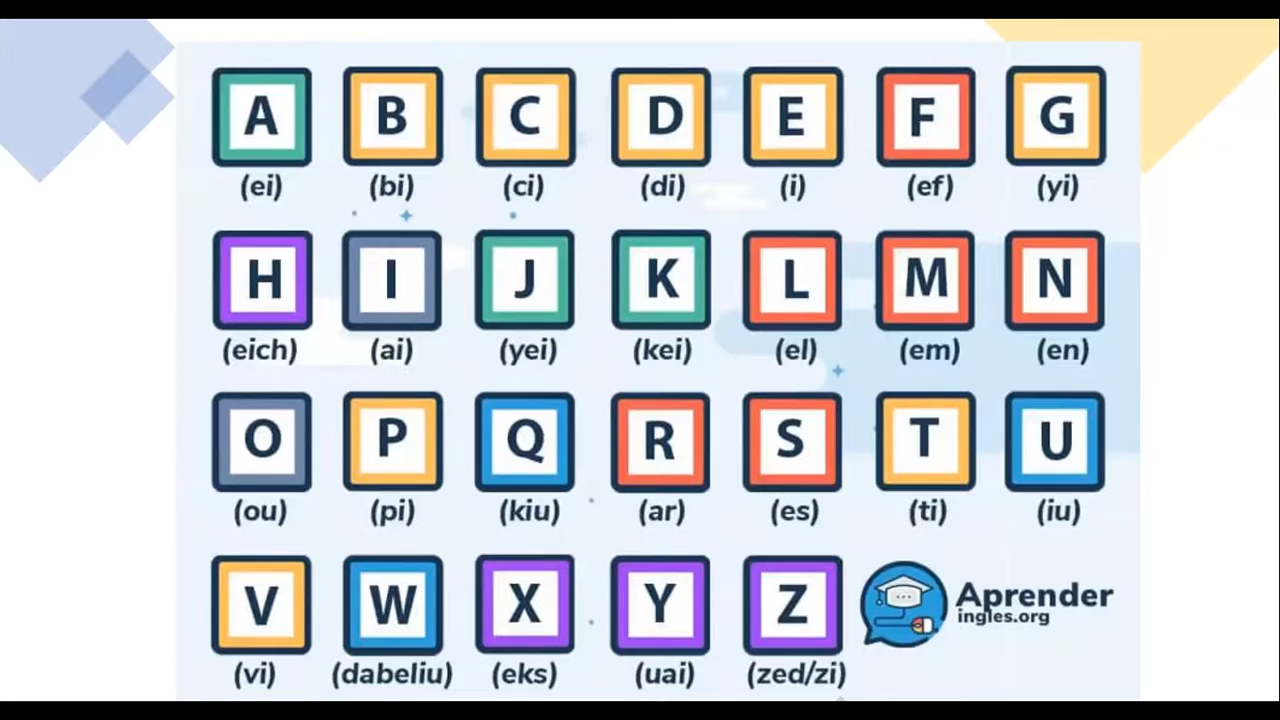 A B C D E F G
(ei) (bi) (ci) (di) (i) (ef) (yi)
H I J K L M N
(eich) (ai) (yei) (kei) (el) (em) (en)
O P Q R S T U
(ou) (pi) (kiu) (ar) (es) (ti) (iu)
V W X Y Z
(vi) (dabeliu) (eks) (uai) (zed/zi)
Aprender
ingles.org